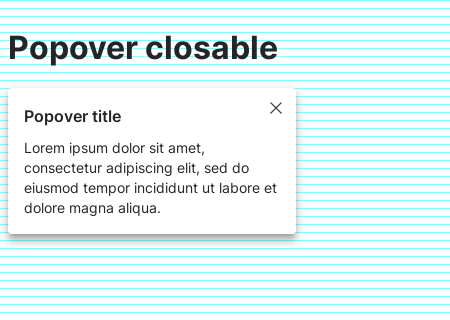 Popover closable
Popover title
Lorem ipsum dolor sit amet,
consectetur adipiscing elit, sed do
eiusmod tempor incididunt ut labore et
dolore magna aliqua.